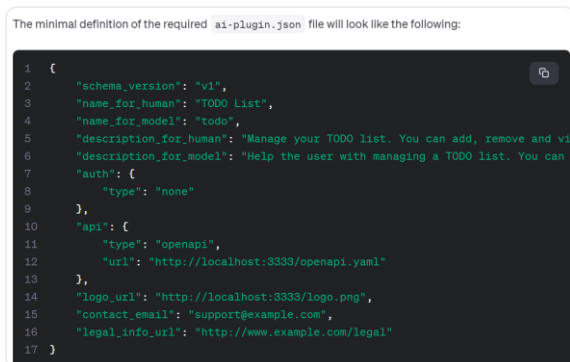 The minimal definition of the required ai-plugin.json file will look like the following:
1 {
2 "schema_version": "v1",
3 "name_for_human": "TODO List",
4 "name_for_model": "todo",
5 "description_for_human": "Manage your TODO list. You can add, remove and vi
6 "description_for_model": "Help the user with managing a TODO list. You can
7 "auth": {
8 "type": "none"
9 },
10 "api": {
11 "type": "openapi",
12 "url": "http://localhost:3333/openapi.yaml"
13 },
14 "logo_url": "http://localhost:3333/logo.png",
15 "contact_email": "support@example.com",
16 "legal_info_url": "http://www.example.com/legal"
17 }